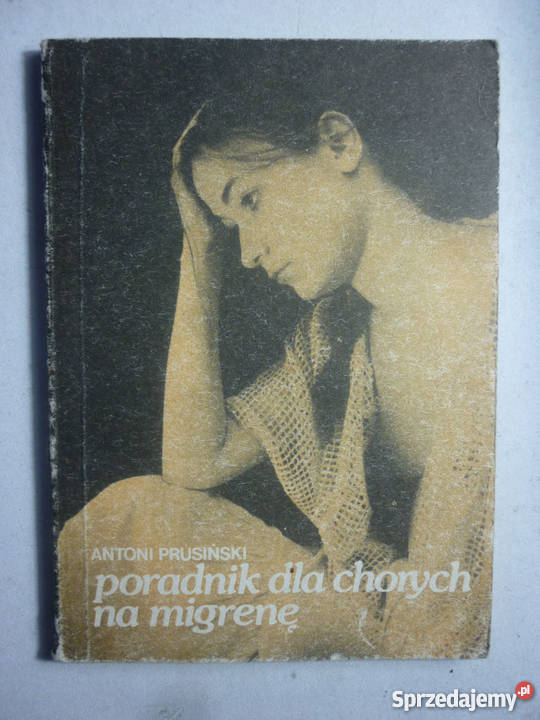 ANTONI PRUSIŃSKI
poradnik dla chorych
na migrenę
Sprzedajemy.pl